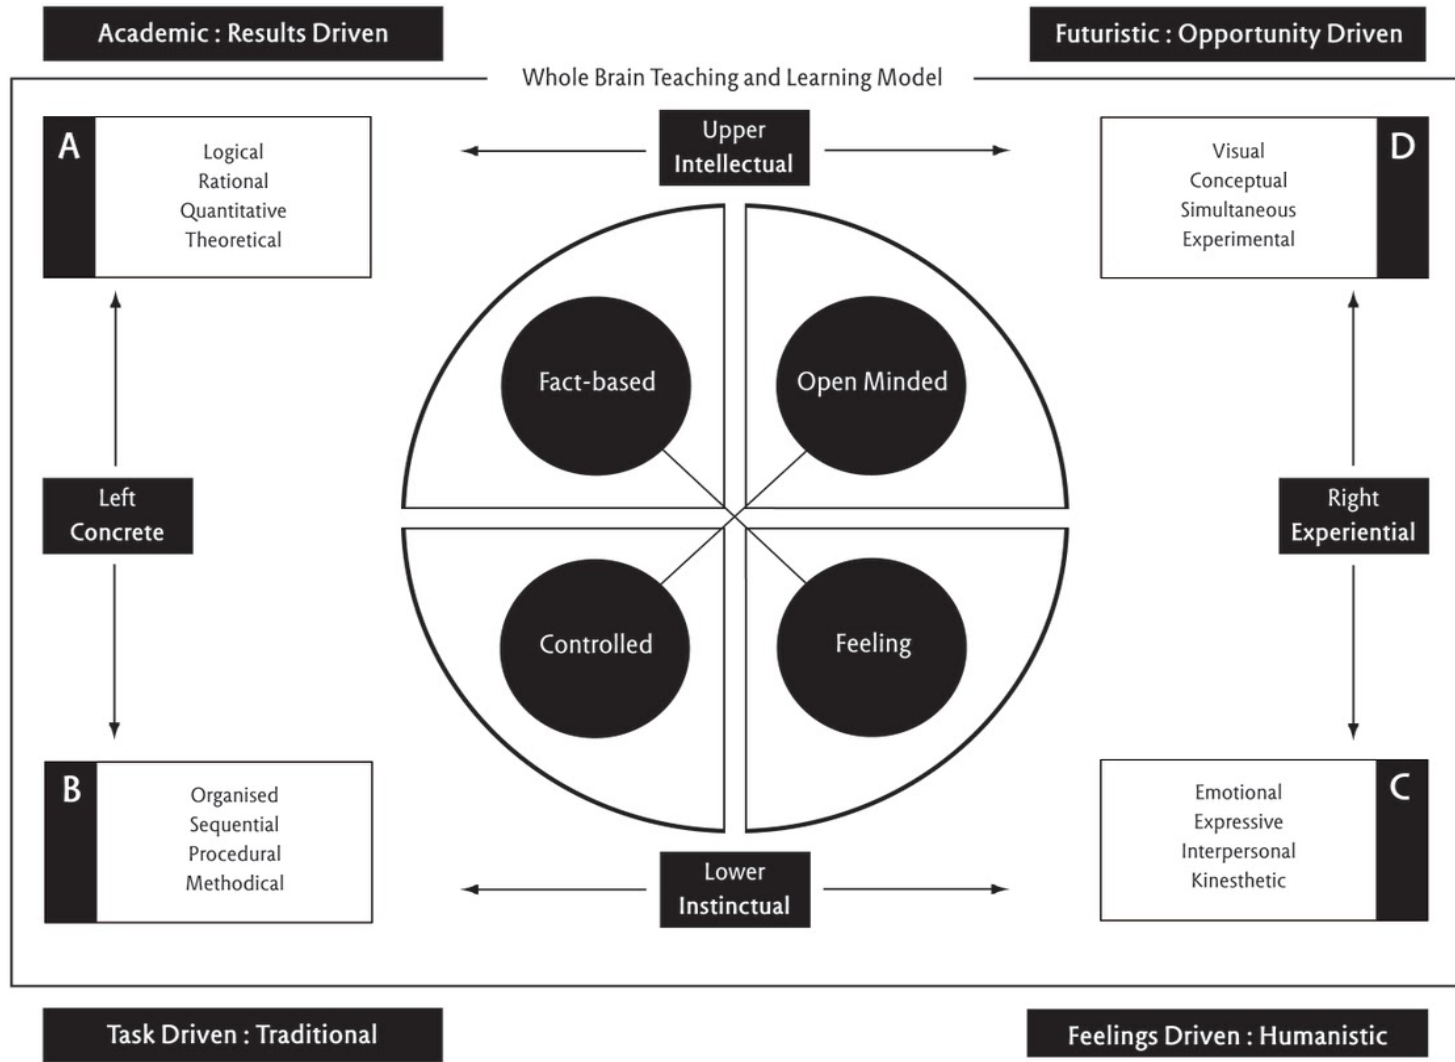 Academic : Results Driven
Futuristic : Opportunity Driven
Whole Brain Teaching and Learning Model
A
Logical
Rational
Quantitative
Theoretical
Upper
Intellectual
D
Visual
Conceptual
Simultaneous
Experimental
Fact-based
Open Minded
Left
Concrete
Right
Experiential
Controlled
Feeling
B
Organised
Sequential
Procedural
Methodical
Lower
Instinctual
C
Emotional
Expressive
Interpersonal
Kinesthetic
Task Driven : Traditional
Feelings Driven : Humanistic